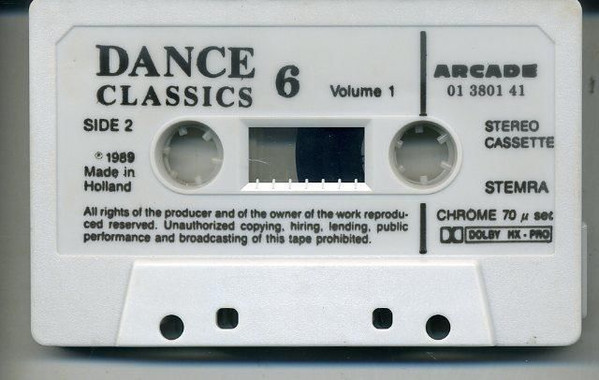 DANCE
CLASSICS 6 Volume 1
ARCADE
01 3801 41
SIDE 2
STEREO
CASSETTE
℗ 1989
Made in
Holland
STEMRA
All rights of the producer and of the owner of the work reprodu-
ced reserved. Unauthorized copying, hiring, lending, public
performance and broadcasting of this tape prohibited.
CHROME 70 µ sec
DOLBY HX - PRO